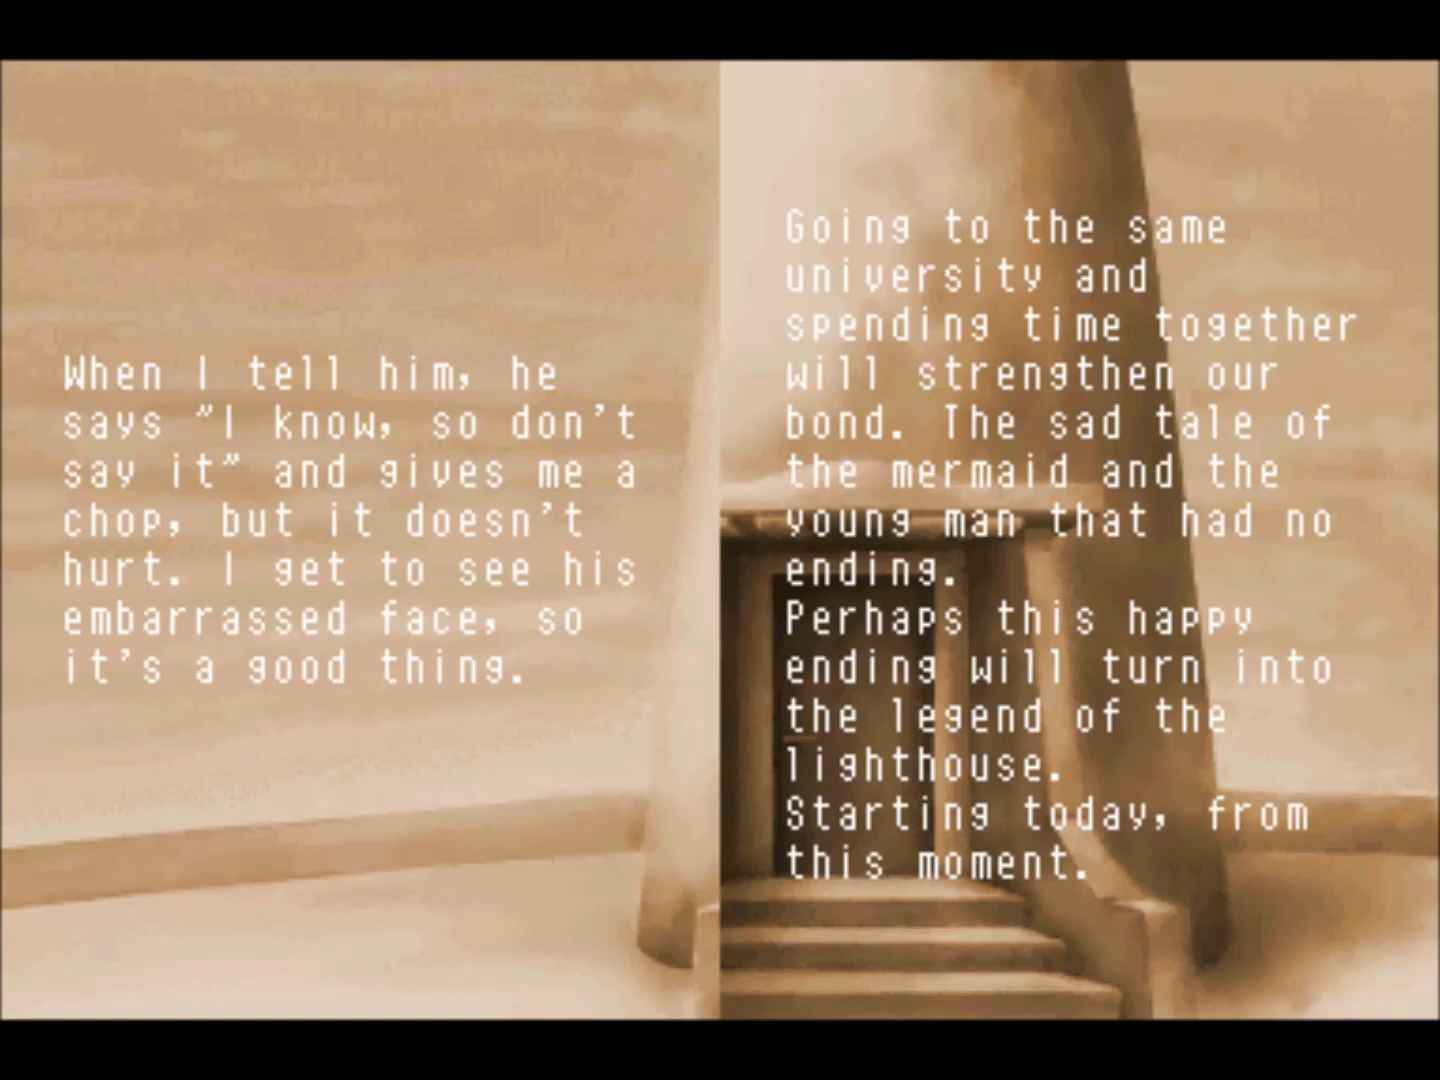 When I tell him, he
says "I know, so don't
say it" and gives me a
chop, but it doesn't
hurt. I get to see his
embarrassed face, so
it's a good thing.
Going to the same
university and
spending time together
will strengthen our
bond. The sad tale of
the mermaid and the
young man that had no
ending.
Perhaps this happy
ending will turn into
the legend of the
lighthouse.
Starting today, from
this moment.